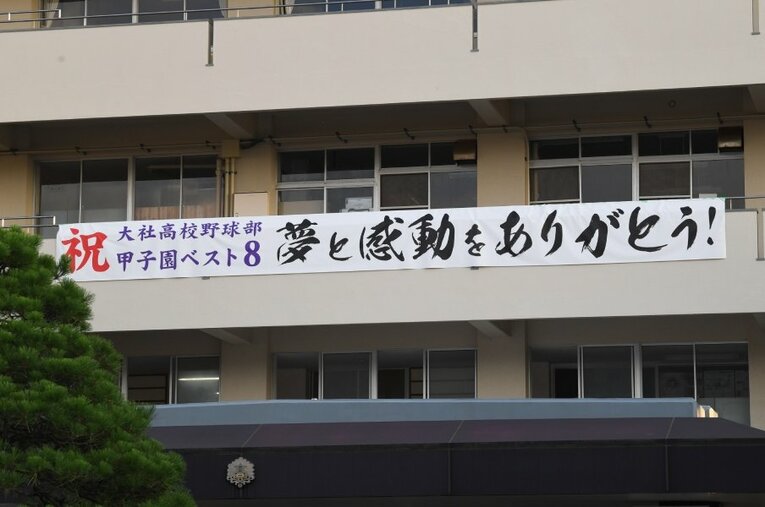 祝
大社高校野球部
甲子園ベスト8
夢と感動をありがとう!